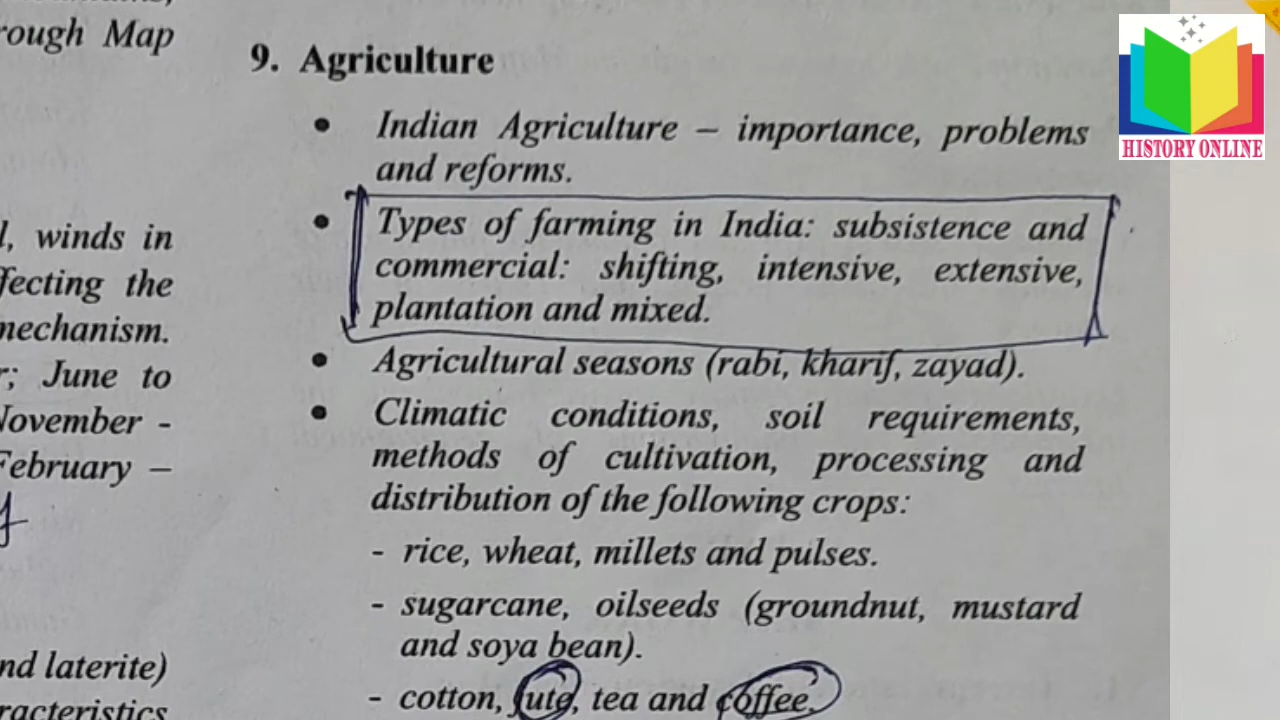 rough Map
winds in
the
mechanism.
June to
November -
February –
laterite)
9. Agriculture
• Indian Agriculture – importance, problems
and reforms.
• Types of farming in India: subsistence and
commercial: shifting, intensive, extensive,
plantation and mixed.
• Agricultural seasons (rabi, kharif, zayad).
• Climatic conditions, soil requirements,
methods of cultivation, processing and
distribution of the following crops:
- rice, wheat, millets and pulses.
- sugarcane, oilseeds (groundnut, mustard
and soya bean).
- cotton, jute, tea and coffee.
HISTORY ONLINE